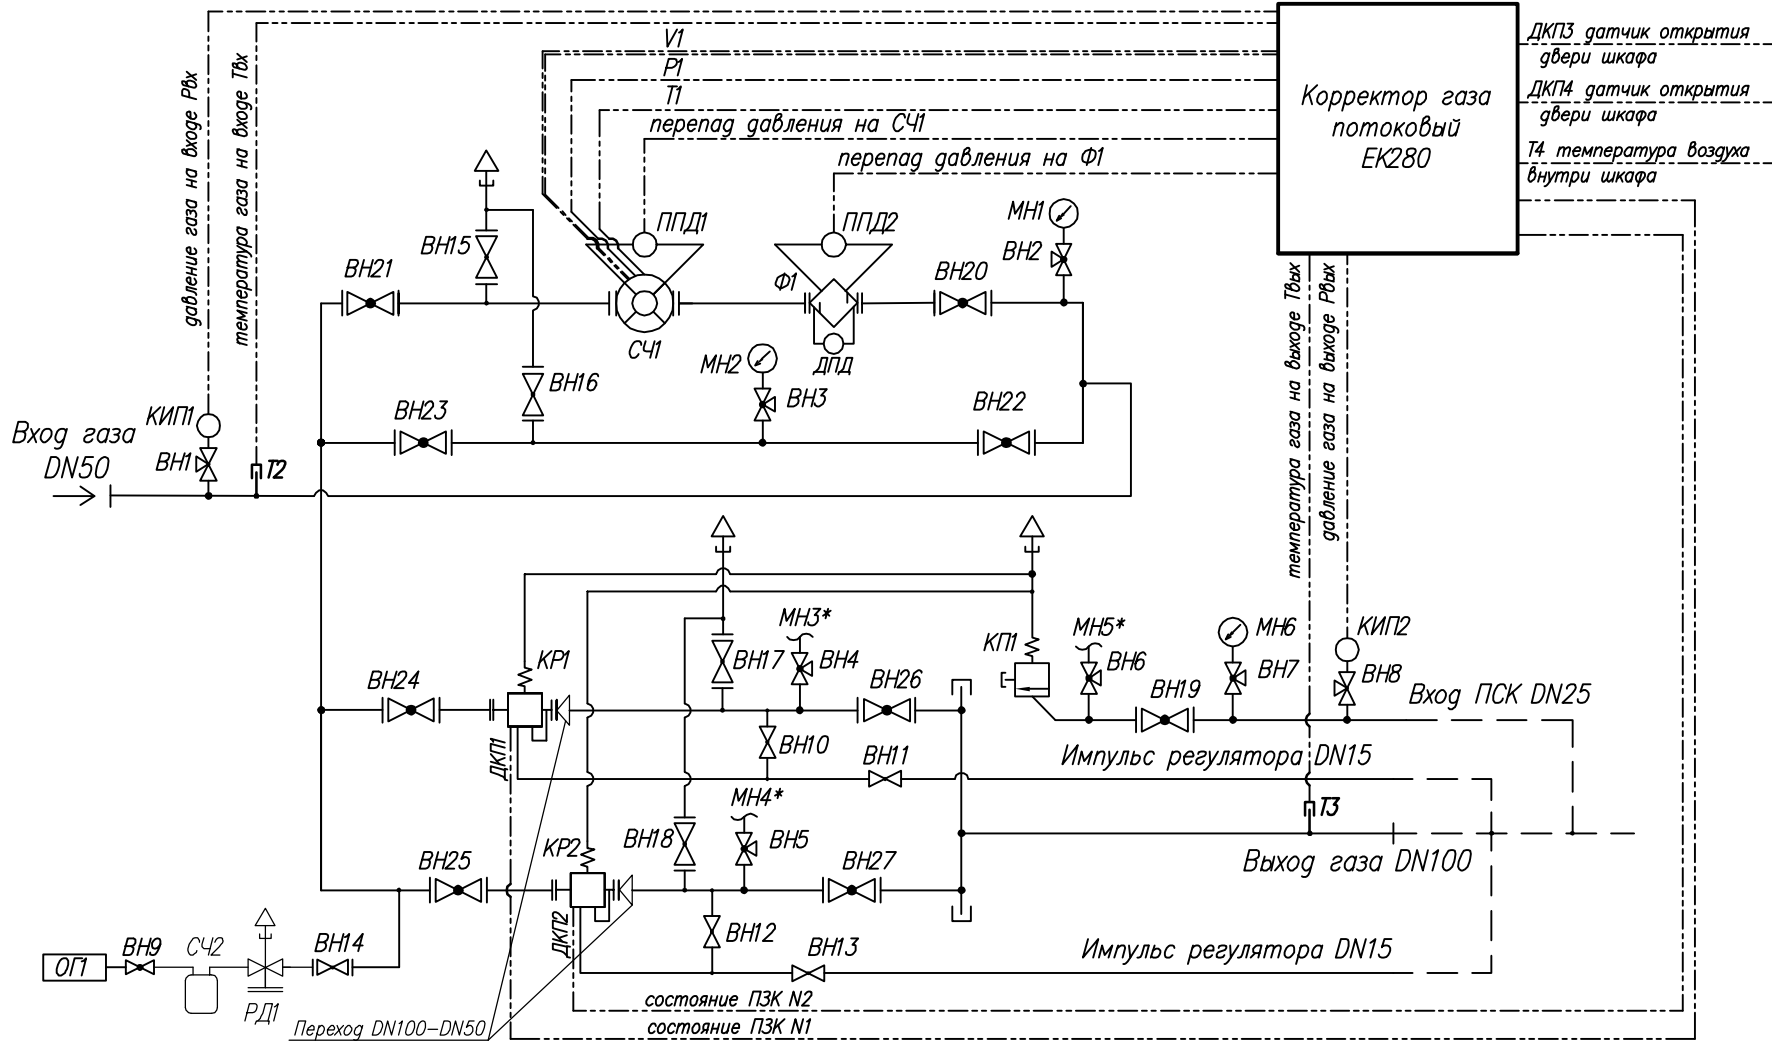 V1
P1
T1
перепад давления на СЧ1
перепад давления на Ф1
Корректор газа
потоковый
ЕК280
ДКП3 датчик открытия
двери шкафа
ДКП4 датчик открытия
двери шкафа
Т4 температура воздуха
внутри шкафа
давление газа на входе Рвх
температура газа на входе Твх
МН1
ППД1
ППД2
ВН15
ВН2
ВН21
ВН20
Ф1
СЧ1
МН2
ДПД
ВН16
ВН3
ВН23
ВН22
КИП1
Вход газа
DN50
ВН1
Т2
температура газа на выходе Твых
давление газа на выходе Рвых
МН3*
МН5*
МН6
КИП2
КП1
КР1
ВН17
ВН4
ВН6
ВН7
ВН8
ВН24
ВН26
ВН19
Вход ПСК DN25
ДКП1
ВН10
ВН11
Импульс регулятора DN15
МН4*
Т3
ВН18
ВН5
КР2
ВН25
ВН27
Выход газа DN100
ДКП2
ВН12
ВН13
Импульс регулятора DN15
ВН9
СЧ2
ВН14
ОГ1
РД1
состояние ПЗК N2
Переход DN100-DN50
состояние ПЗК N1